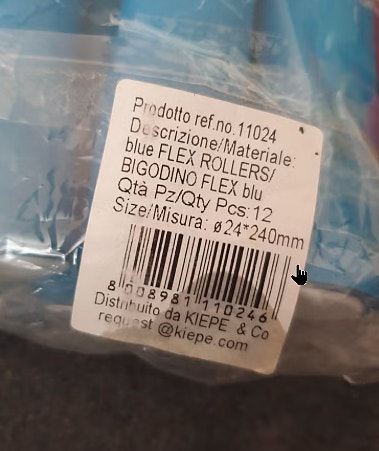 Prodotto ref.no.11024
Descrizione/Materiale:
blue FLEX ROLLERS/
BIGODINO FLEX blu
Qtà Pz/Qty Pcs:12
Size/Misura: ø24*240mm
8 008981 110246
Distribuito da KIEPE & Co
request @kiepe.com